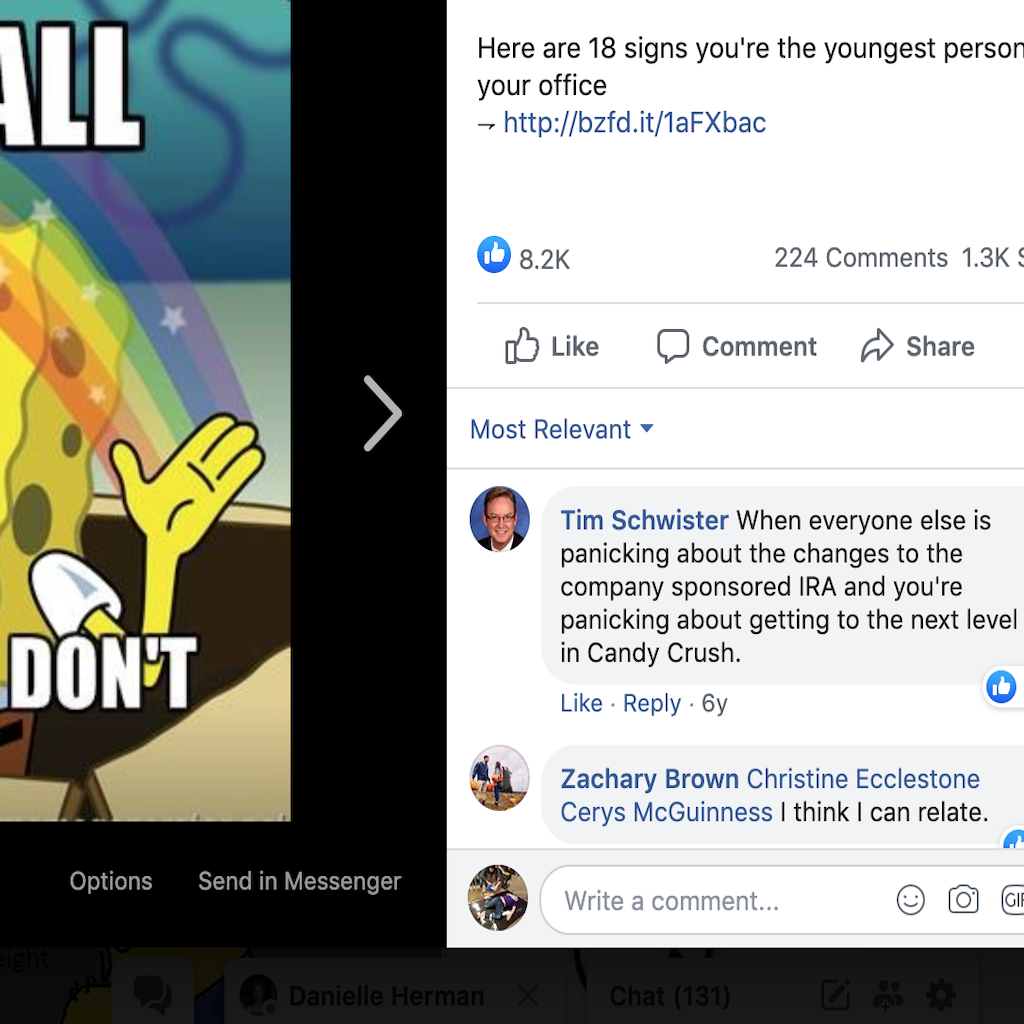 ALL
DON'T
Options Send in Messenger
Here are 18 signs you're the youngest person
your office
→ http://bzfd.it/1aFXbac
8.2K 224 Comments 1.3K S
Like Comment Share
Most Relevant
Tim Schwister When everyone else is
panicking about the changes to the
company sponsored IRA and you're
panicking about getting to the next level
in Candy Crush.
Like · Reply · 6y
Zachary Brown Christine Ecclestone
Cerys McGuinness I think I can relate.
Write a comment...
GIF
eight
Danielle Herman
Chat (131)